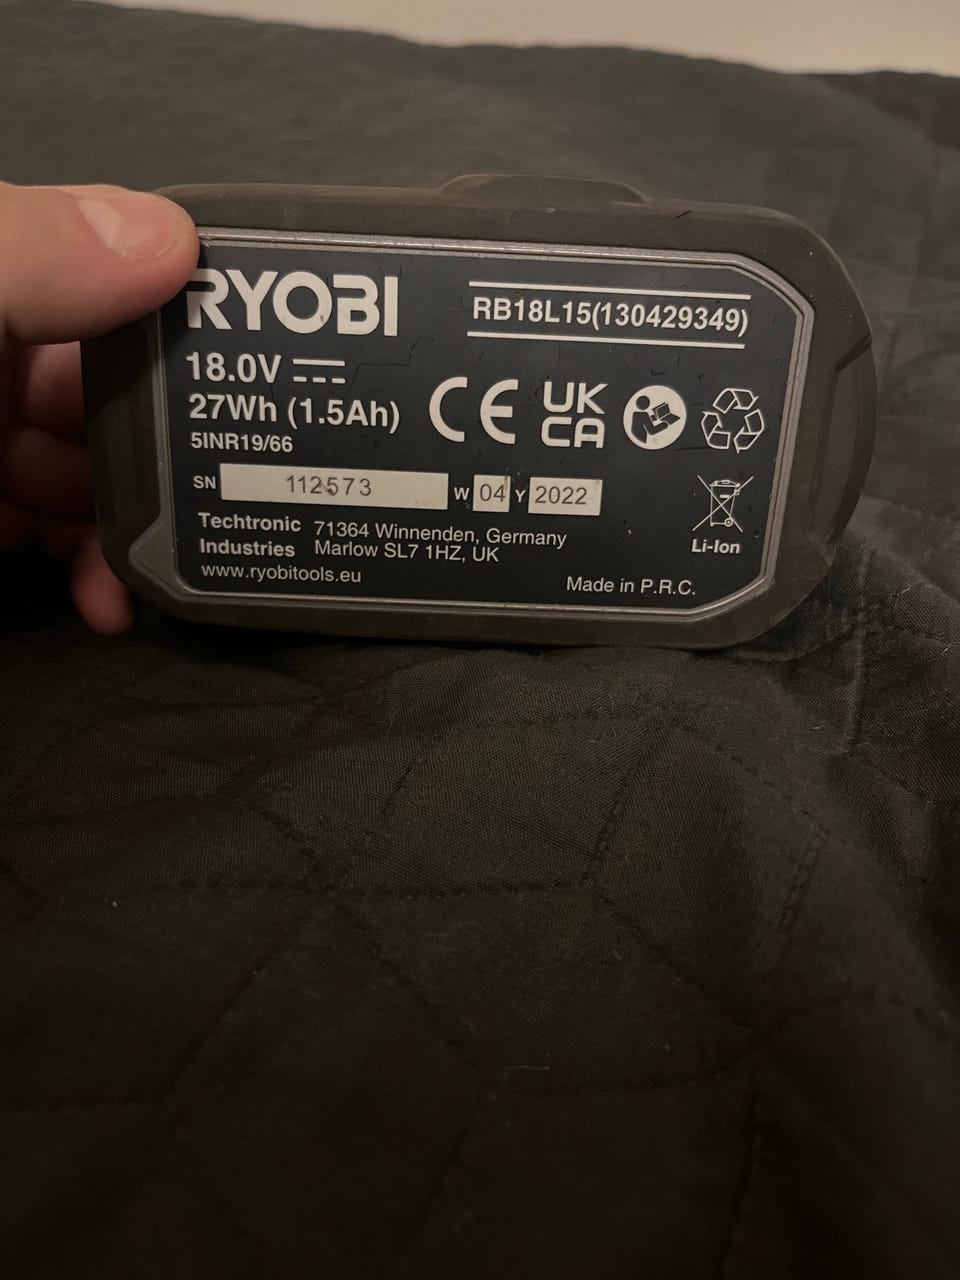 RYOBI
RB18L15(130429349)
18.0V
27Wh (1.5Ah)
5INR19/66
CE
UK
CA
SN 112573 W 04 Y 2022
Techtronic
Industries
71364 Winnenden, Germany
Marlow SL7 1HZ, UK
www.ryobitools.eu
Made in P.R.C.
Li-Ion